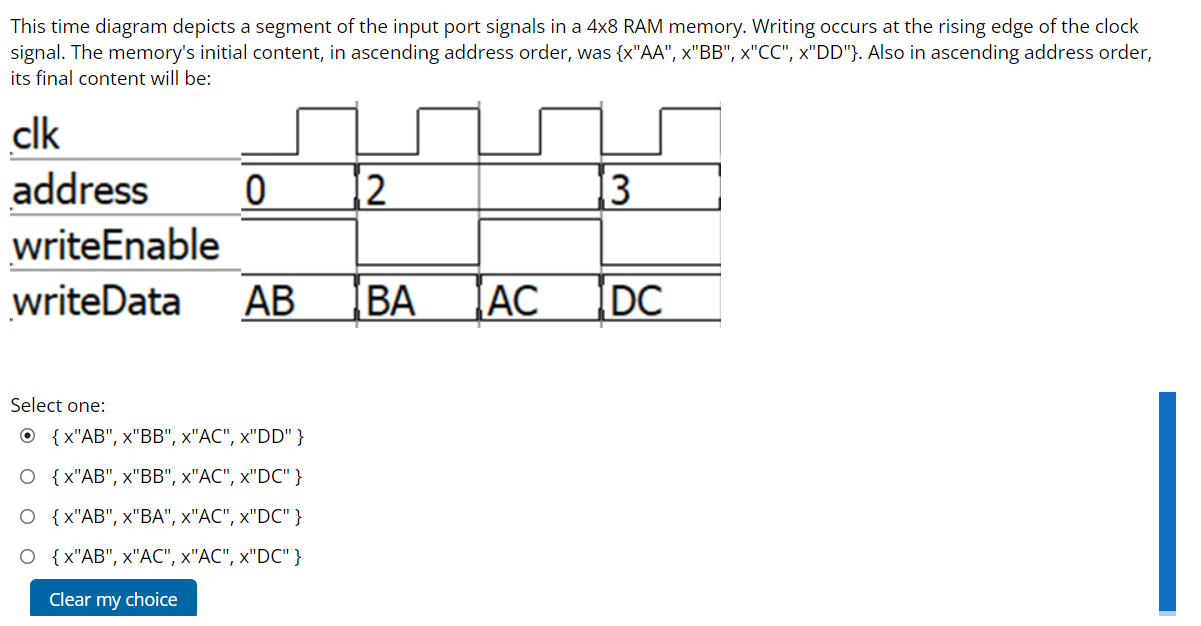 This time diagram depicts a segment of the input port signals in a 4x8 RAM memory. Writing occurs at the rising edge of the clock
signal. The memory's initial content, in ascending address order, was {x"AA", x"BB", x"CC", x"DD"}. Also in ascending address order,
its final content will be:
clk
address 0 2 3
writeEnable
writeData AB BA AC DC
Select one:
{ x"AB", x"BB", x"AC", x"DD" }
{ x"AB", x"BB", x"AC", x"DC" }
{ x"AB", x"BA", x"AC", x"DC" }
{ x"AB", x"AC", x"AC", x"DC" }
Clear my choice